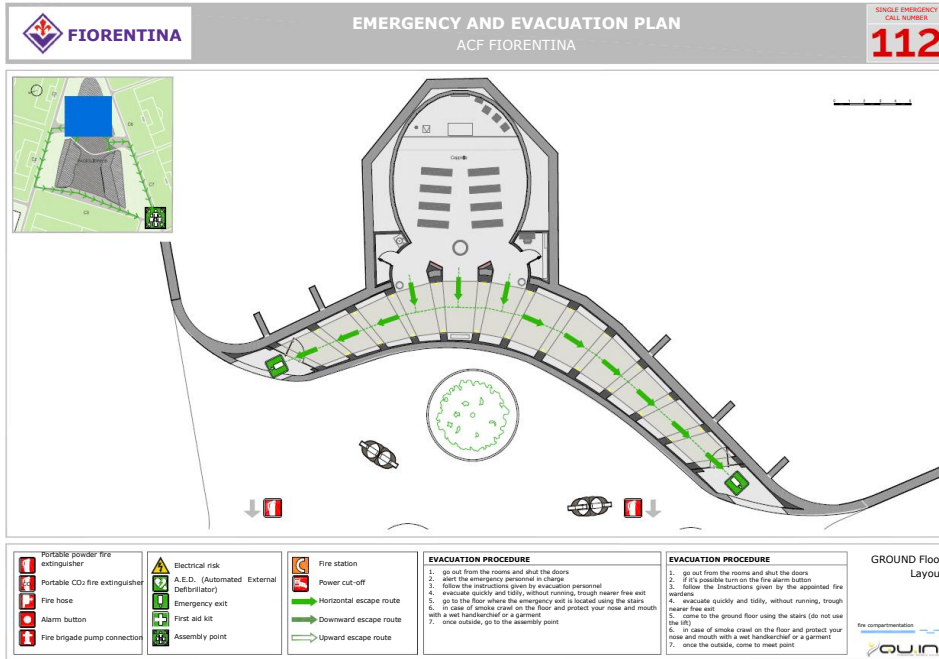 FIORENTINA
EMERGENCY AND EVACUATION PLAN
ACF FIORENTINA
SINGLE EMERGENCY
CALL NUMBER
112
Portable powder fire
extinguisher
Portable CO₂ fire extinguisher
Fire hose
Alarm button
Fire brigade pump connection
Electrical risk
A.E.D. (Automated External
Defibrillator)
Emergency exit
First aid kit
Assembly point
Fire station
Power cut-off
Horizontal escape route
Downward escape route
Upward escape route
EVACUATION PROCEDURE
1. go out from the rooms and shut the doors
2. alert the emergency personnel in charge
3. follow the instructions given by evacuation personnel
4. evacuate quickly and tidily, without running, trough nearer free exit
5. go to the floor where the emergency exit is located using the stairs
6. in case of smoke crawl on the floor and protect your nose and mouth
with a wet handkerchief or a garment
7. once outside, go to the assembly point
EVACUATION PROCEDURE
1. go out from the rooms and shut the doors
2. if it's possible turn on the fire alarm button
3. follow the Instructions given by the appointed fire
wardens
4. evacuate quickly and tidily, without running, trough
nearer free exit
5. come to the ground floor using the stairs (do not use
the lift)
6. in case of smoke crawl on the floor and protect your
nose and mouth with a wet handkerchief or a garment
7. once the outside, come to meet point
GROUND Floo
Layou
fire compartmentation
QU.IN